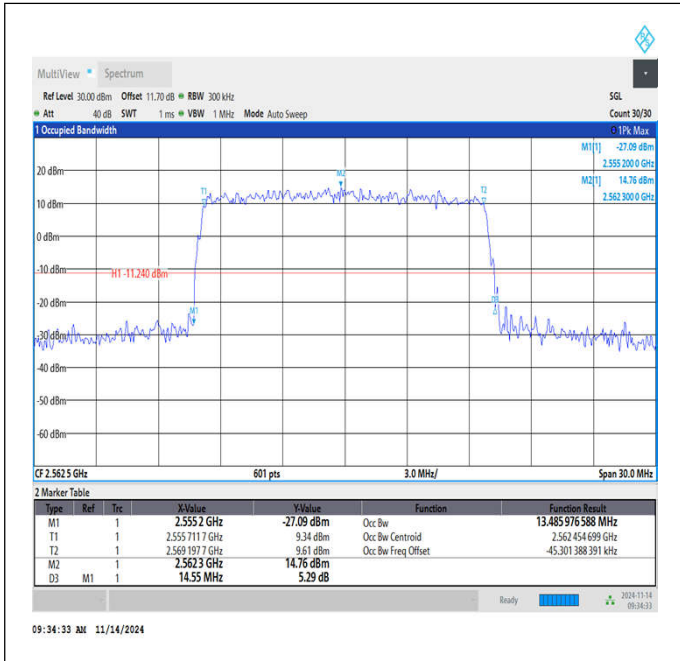 MultiView Spectrum
Ref Level 30.00 dBm Offset 11.70 dB RBW 300 kHz SGL
Att 40 dB SWT 1 ms VBW 1 MHz Mode Auto Sweep Count 30/30
1 Occupied Bandwidth 1Pk Max
M1[1] -27.09 dBm
2.555 200 0 GHz
M2[1] 14.76 dBm
2.562 300 0 GHz
M2
20 dBm
T1 T2
10 dBm
0 dBm
-10 dBm
H1 -11.240 dBm
-20 dBm
M1
-30 dBm
-40 dBm
-50 dBm
-60 dBm
CF 2.562 5 GHz 601 pts 3.0 MHz/ Span 30.0 MHz
2 Marker Table
Type Ref Trc X-Value Y-Value Function Function Result
M1 1 2.555 2 GHz -27.09 dBm Occ Bw 13.485 976 588 MHz
T1 1 2.555 711 7 GHz 9.34 dBm Occ Bw Centroid 2.562 454 699 GHz
T2 1 2.569 197 7 GHz 9.61 dBm Occ Bw Freq Offset -45.301 388 391 kHz
M2 1 2.562 3 GHz 14.76 dBm
D3 M1 1 14.55 MHz 5.29 dB
Ready 2024-11-14
09:34:33
09:34:33 AM 11/14/2024